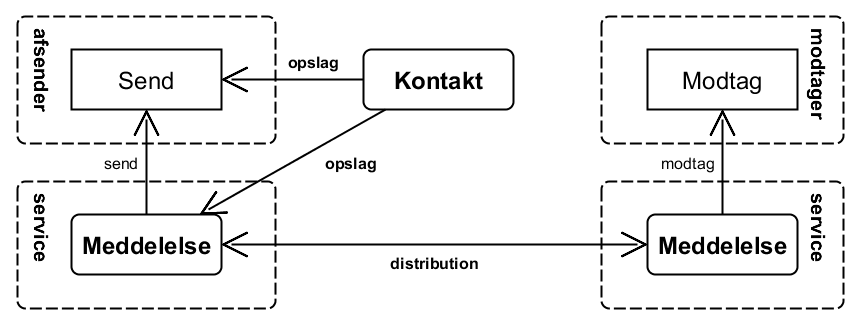 afsender
Send
opslag
Kontakt
Modtag
modtager
send
opslag
modtag
service
Meddelelse
distribution
Meddelelse
service